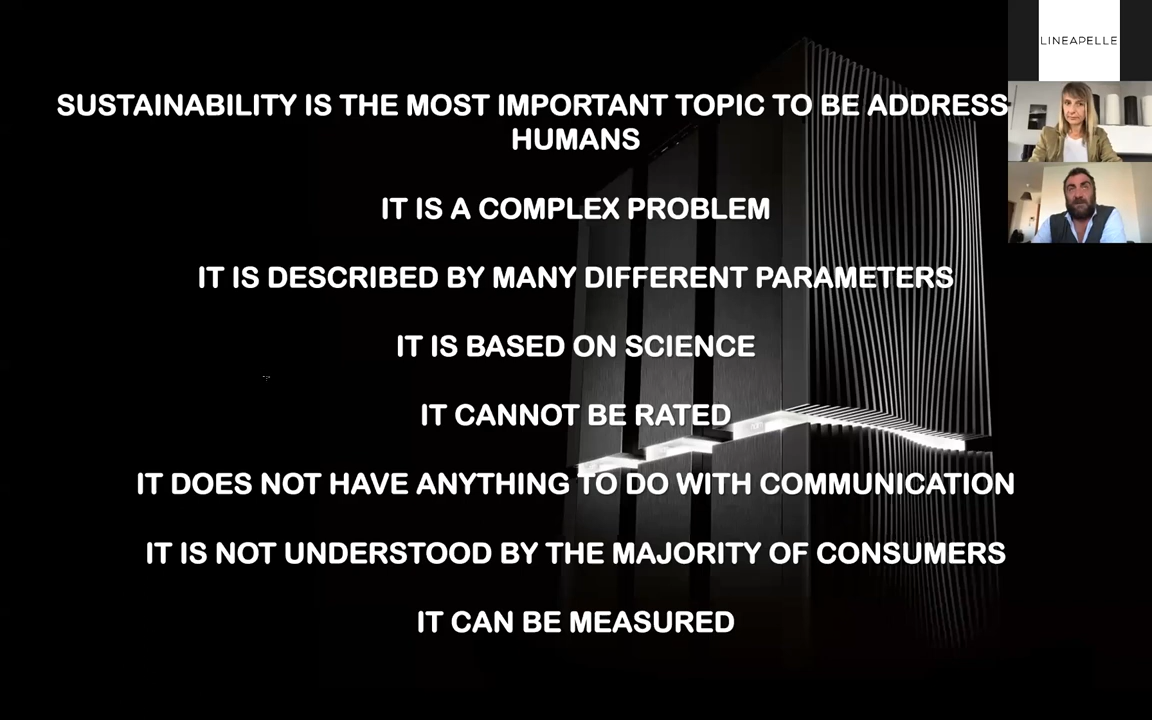 LINEAPELLE
SUSTAINABILITY IS THE MOST IMPORTANT TOPIC TO BE ADDRESS
HUMANS
IT IS A COMPLEX PROBLEM
IT IS DESCRIBED BY MANY DIFFERENT PARAMETERS
IT IS BASED ON SCIENCE
IT CANNOT BE RATED
IT DOES NOT HAVE ANYTHING TO DO WITH COMMUNICATION
IT IS NOT UNDERSTOOD BY THE MAJORITY OF CONSUMERS
IT CAN BE MEASURED